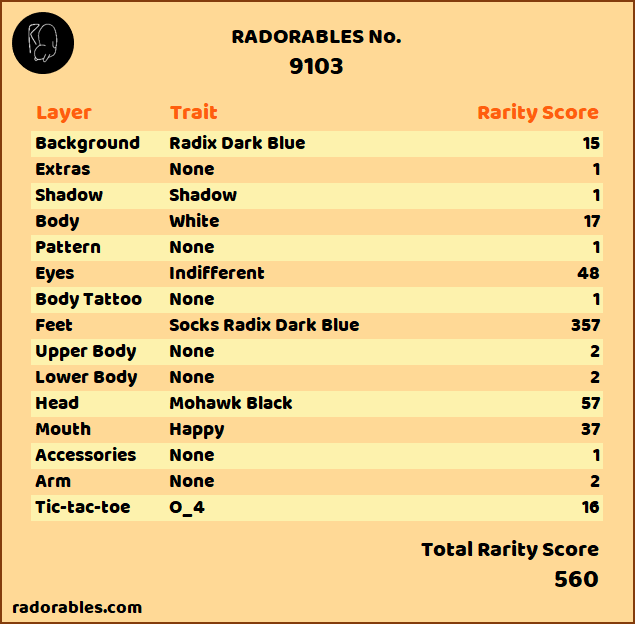 RADORABLES No.
9103
Layer Trait Rarity Score
Background Radix Dark Blue 15
Extras None 1
Shadow Shadow 1
Body White 17
Pattern None 1
Eyes Indifferent 48
Body Tattoo None 1
Feet Socks Radix Dark Blue 357
Upper Body None 2
Lower Body None 2
Head Mohawk Black 57
Mouth Happy 37
Accessories None 1
Arm None 2
Tic-tac-toe O_4 16
Total Rarity Score
560
radorables.com